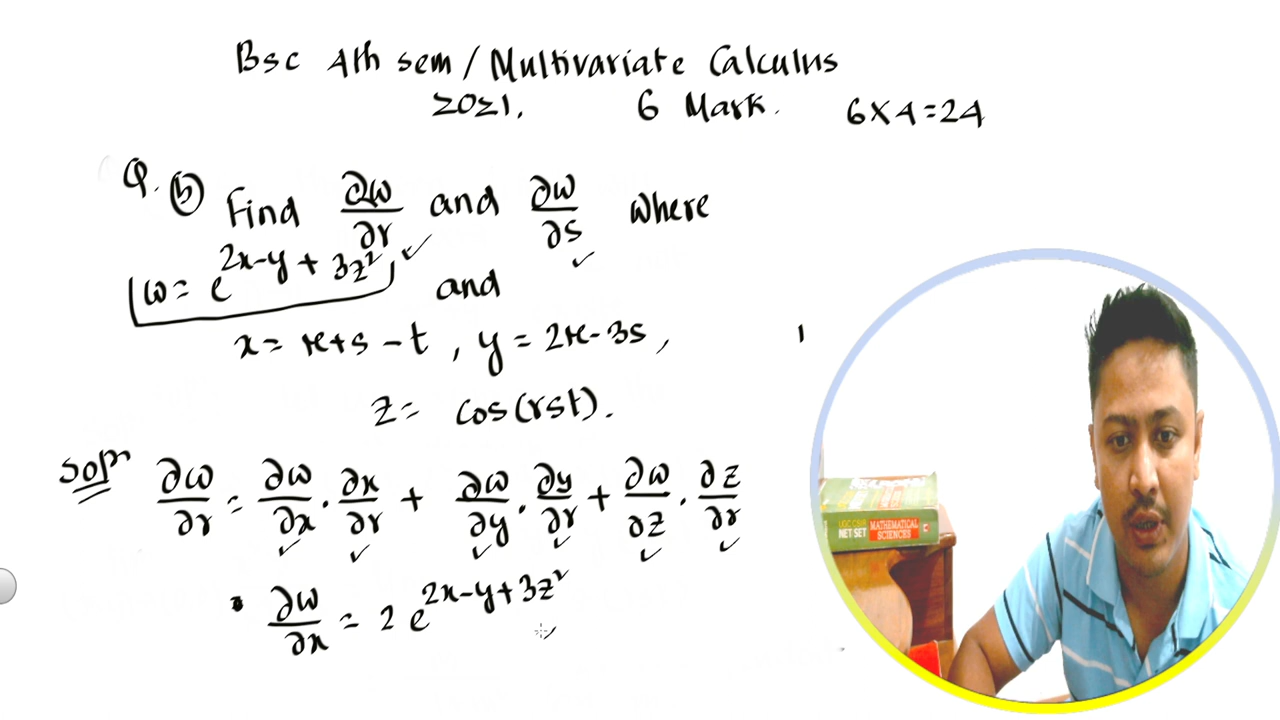 Bsc 4th sem / Multivariate Calculus
2021. 6 Mark. 6×4=24
Q. (b) Find ∂w/∂r and ∂w/∂s where
w = e^{2x-y+3z²} and
x = r+s-t, y = 2r-3s,
z = cos(rst).
Solⁿ ∂w/∂r = ∂w/∂x · ∂x/∂r + ∂w/∂y · ∂y/∂r + ∂w/∂z · ∂z/∂r
• ∂w/∂x = 2 e^{2x-y+3z²}
UGC CSIR
NET-SET
MATHEMATICAL
SCIENCES